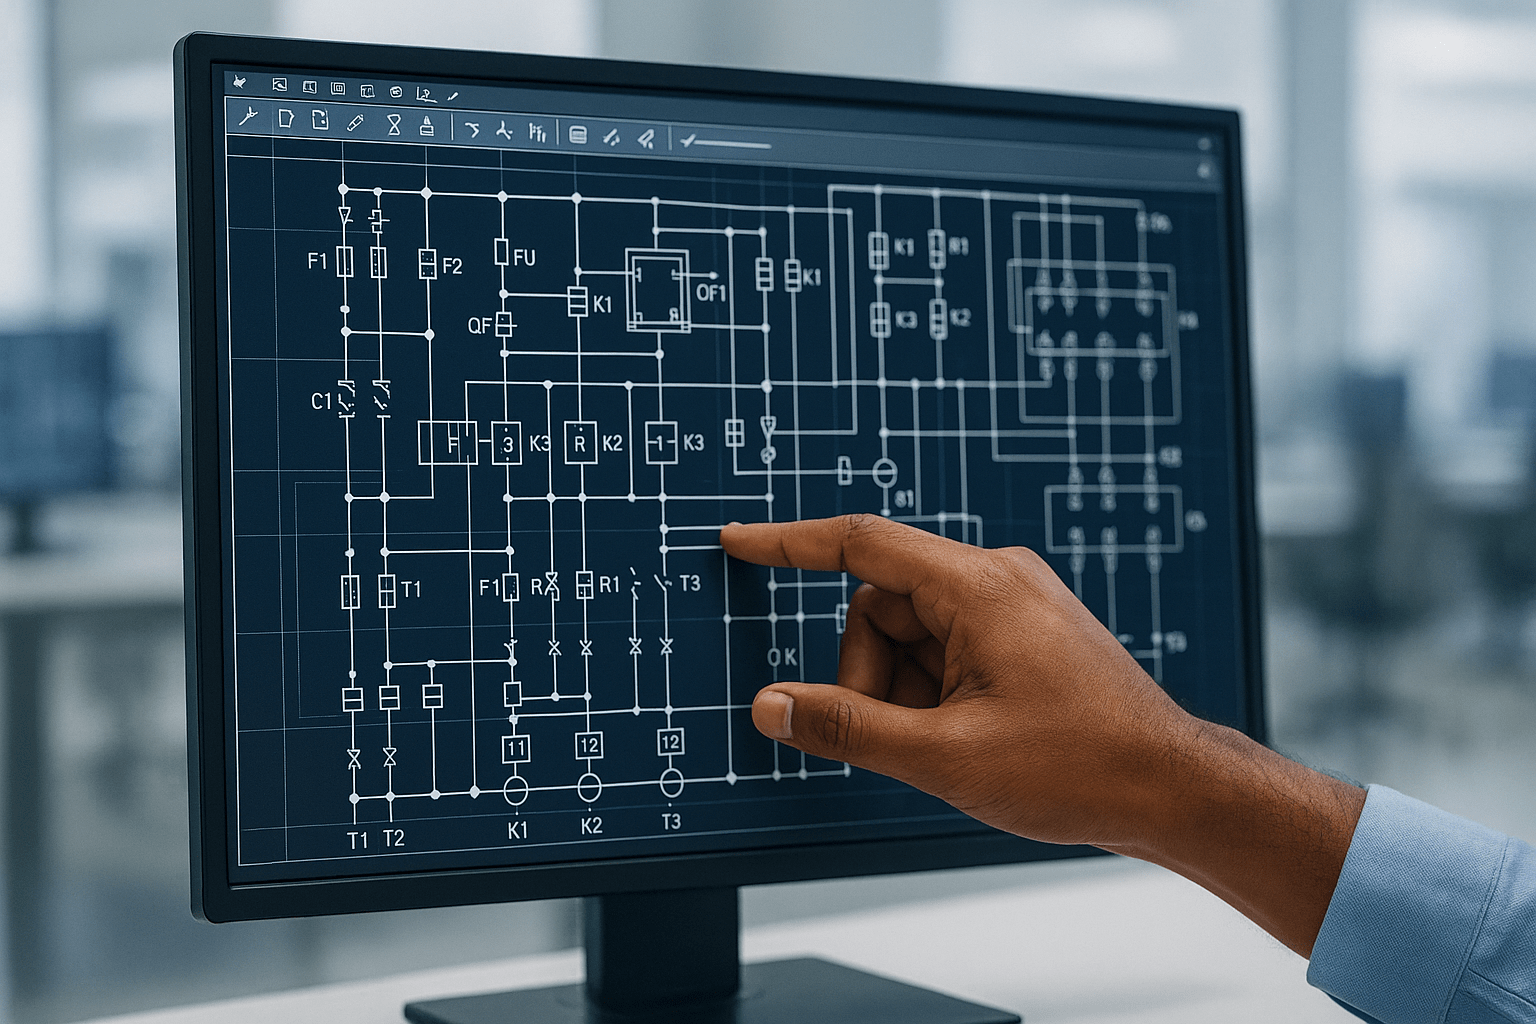 K1 R1
F1 F2 FU K1
K1 OF1
QF K3 K2
C1
F 3 K3 R K2 1 K3
81
T1 F1 R R1 T3
OK
11 12 12
K1 K2 T3
T1 T2